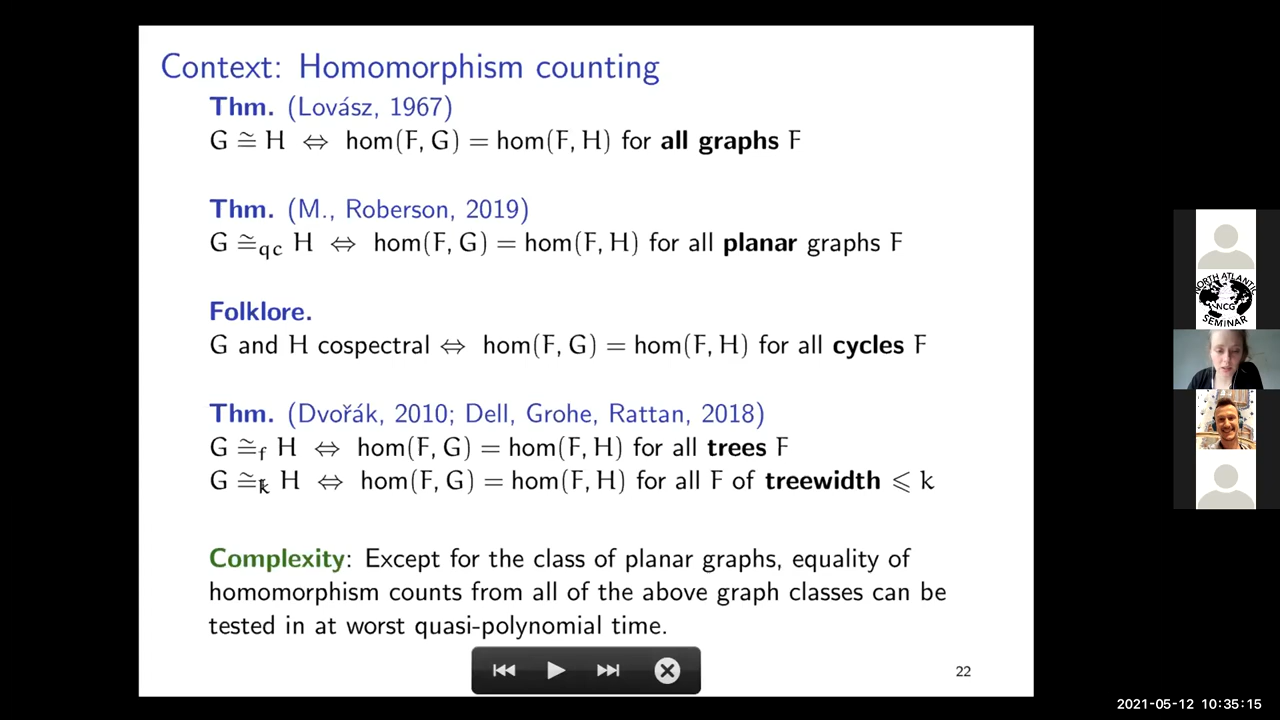 Context: Homomorphism counting
Thm. (Lovász, 1967)
G ≅ H ⇔ hom(F, G) = hom(F, H) for all graphs F
Thm. (M., Roberson, 2019)
G ≅qc H ⇔ hom(F, G) = hom(F, H) for all planar graphs F
Folklore.
G and H cospectral ⇔ hom(F, G) = hom(F, H) for all cycles F
Thm. (Dvořák, 2010; Dell, Grohe, Rattan, 2018)
G ≅f H ⇔ hom(F, G) = hom(F, H) for all trees F
G ≅k H ⇔ hom(F, G) = hom(F, H) for all F of treewidth ⩽ k
Complexity: Except for the class of planar graphs, equality of
homomorphism counts from all of the above graph classes can be
tested in at worst quasi-polynomial time.
22
NORTH ATLANTIC
NCG
SEMINAR
2021-05-12 10:35:15